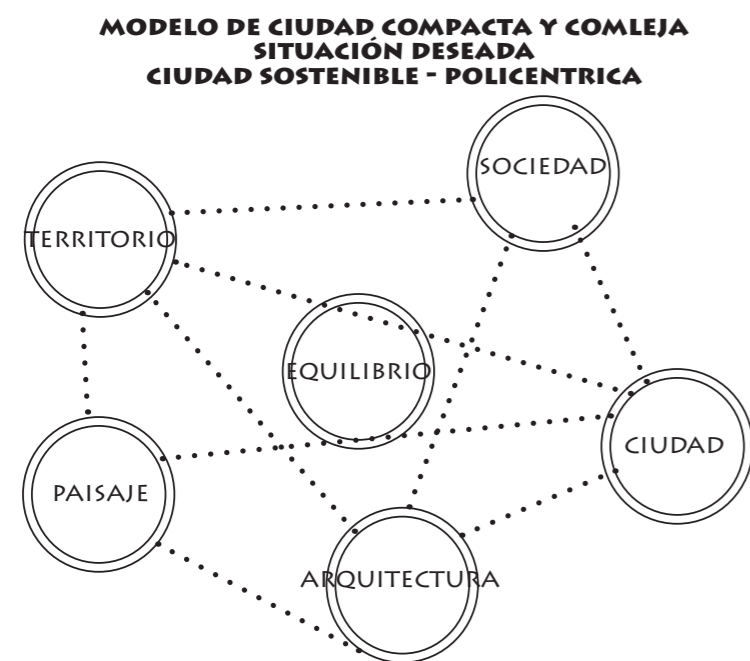 MODELO DE CIUDAD COMPACTA Y COMLEJA
SITUACIÓN DESEADA
CIUDAD SOSTENIBLE - POLICENTRICA
SOCIEDAD
TERRITORIO
EQUILIBRIO
CIUDAD
PAISAJE
ARQUITECTURA